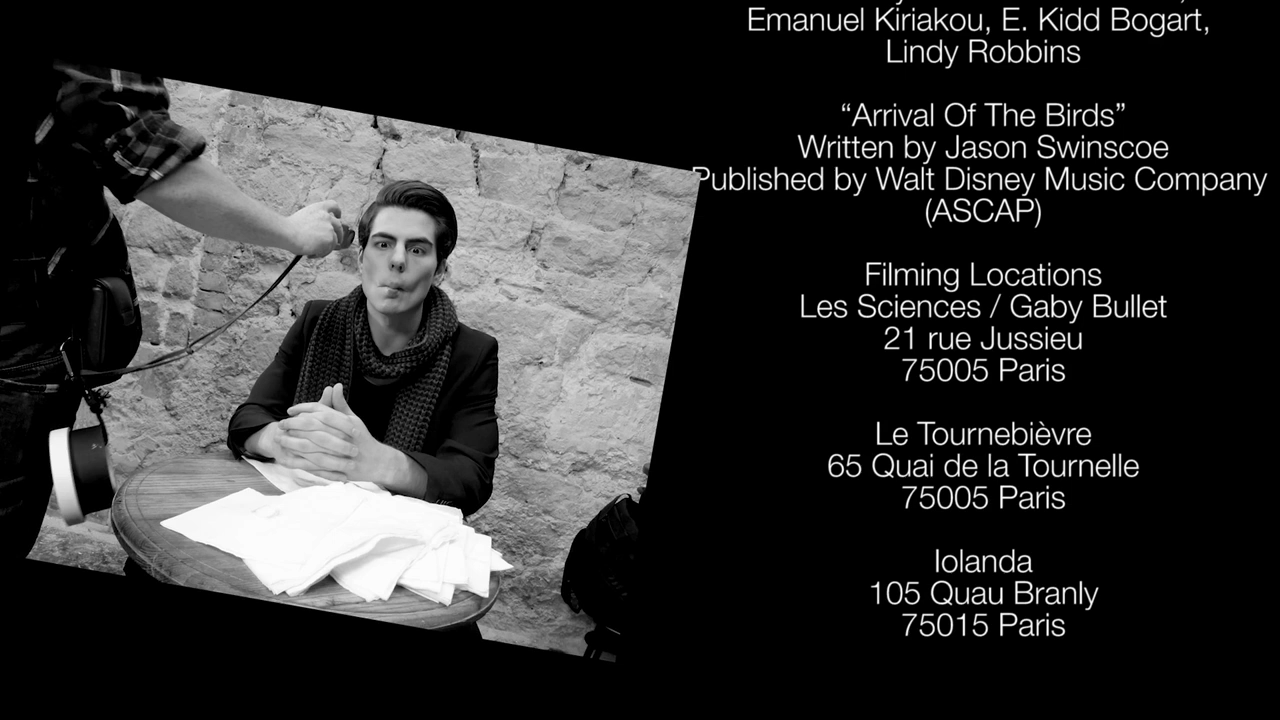 Emanuel Kiriakou, E. Kidd Bogart,
Lindy Robbins
“Arrival Of The Birds”
Written by Jason Swinscoe
Published by Walt Disney Music Company
(ASCAP)
Filming Locations
Les Sciences / Gaby Bullet
21 rue Jussieu
75005 Paris
Le Tournebièvre
65 Quai de la Tournelle
75005 Paris
Iolanda
105 Quau Branly
75015 Paris